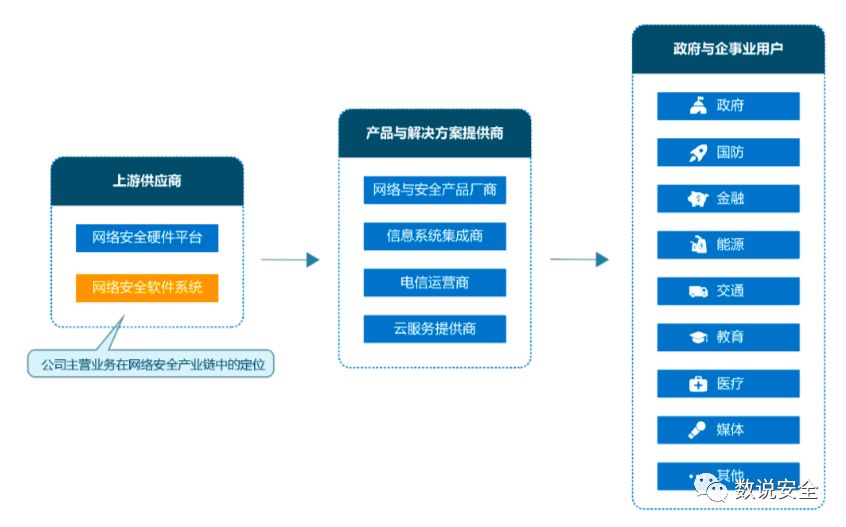 上游供应商
网络安全硬件平台
网络安全软件系统
公司主营业务在网络安全产业链中的定位
产品与解决方案提供商
网络与安全产品厂商
信息系统集成商
电信运营商
云服务提供商
政府与企事业用户
政府
国防
金融
能源
交通
教育
医疗
媒体
其他
数说安全